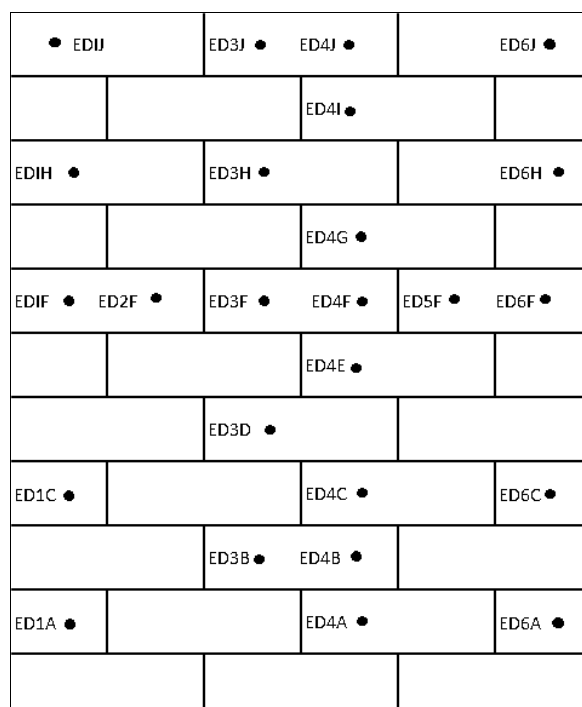 EDIJ ED3J ED4J ED6J
ED4I
EDIH ED3H ED6H
ED4G
EDIF ED2F ED3F ED4F ED5F ED6F
ED4E
ED3D
ED1C ED4C ED6C
ED3B ED4B
ED1A ED4A ED6A